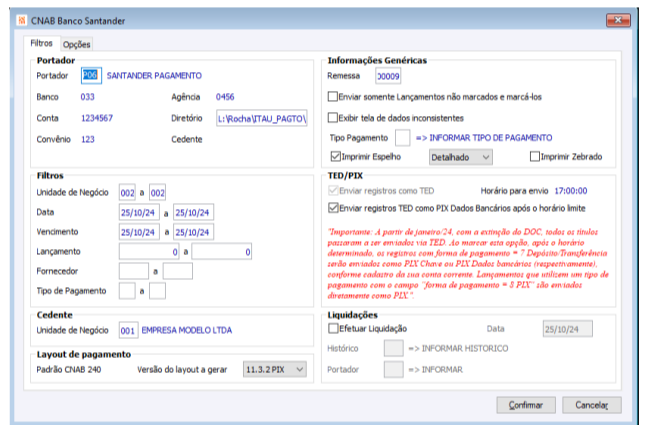 CNAB Banco Santander
Filtros Opções
Portador
Portador P06 SANTANDER PAGAMENTO
Banco 033 Agência 0456
Conta 1234567 Diretório L:\Rocha\ITAU_PAGTO\
Convênio 123 Cedente
Informações Genéricas
Remessa 00009
Enviar somente Lançamentos não marcados e marcá-los
Exibir tela de dados inconsistentes
Tipo Pagamento => INFORMAR TIPO DE PAGAMENTO
Imprimir Espelho Detalhado Imprimir Zebrado
Filtros
Unidade de Negócio 002 a 002
Data 25/10/24 a 25/10/24
Vencimento 25/10/24 a 25/10/24
Lançamento 0 a 0
Fornecedor a
Tipo de Pagamento a
TED/PIX
Enviar registros como TED Horário para envio 17:00:00
Enviar registros TED como PIX Dados Bancários após o horário limite
"Importante: A partir de janeiro/24, com a extinção do DOC, todos os títulos
passaram a ser enviados via TED. Ao marcar esta opção, após o horário
determinado, os registros com forma de pagamento = 7 Depósito/Transferência
serão enviados como PIX Chave ou PIX Dados bancários (respectivamente),
conforme cadastro da sua conta corrente. Lançamentos que utilizem um tipo de
pagamento com o campo "forma de pagamento = 8 PIX" são enviados
diretamente como PIX.".
Cedente
Unidade de Negócio 001 EMPRESA MODELO LTDA
Layout de pagamento
Padrão CNAB 240 Versão do layout a gerar 11.3.2 PIX
Liquidações
Efetuar Liquidação Data 25/10/24
Histórico => INFORMAR HISTORICO
Portador => INFORMAR
Confirmar Cancelar